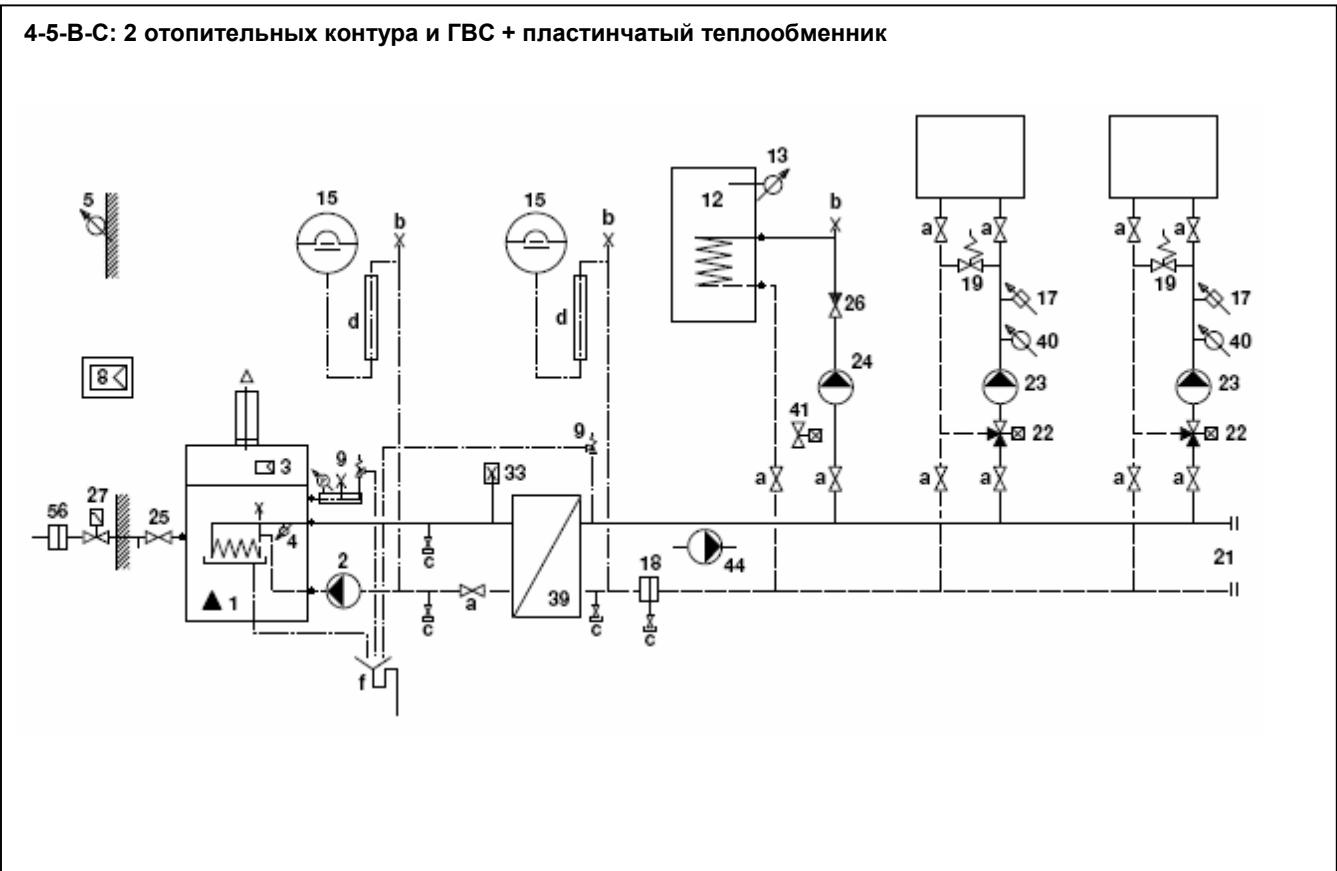 4-5-B-C: 2 отопительных контура и ГВС + пластинчатый теплообменник
13
5
15
15
12
b
b
b
a
a
a
a
19
19
17
17
26
d
d
40
40
24
23
23
8
41
22
22
9
9
3
33
a
a
a
a
a
a
56
27
25
4
c
2
18
44
21
1
a
39
c
c
c
f